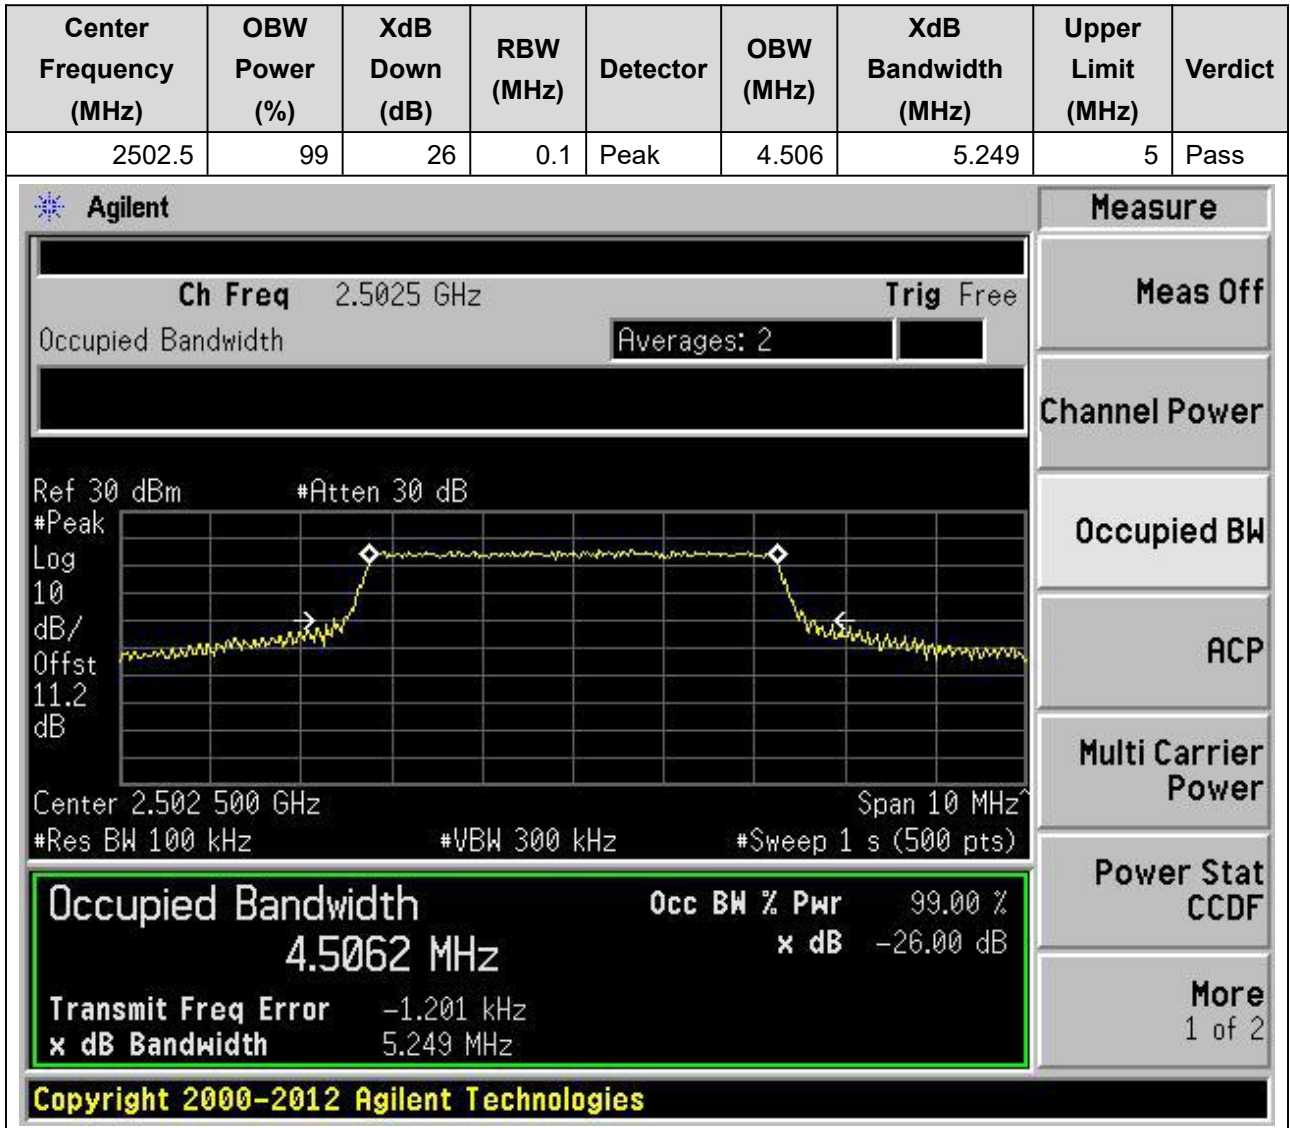 Center Frequency (MHz) OBW Power (%) XdB Down (dB) RBW (MHz) Detector OBW (MHz) XdB Bandwidth (MHz) Upper Limit (MHz) Verdict
2502.5 99 26 0.1 Peak 4.506 5.249 5 Pass
Agilent
Measure
Ch Freq 2.5025 GHz Trig Free
Meas Off
Occupied Bandwidth Averages: 2
Channel Power
Ref 30 dBm #Atten 30 dB
#Peak
Log
10
dB/
Offst
11.2
dB
Occupied BW
ACP
Center 2.502 500 GHz Span 10 MHz^
#Res BW 100 kHz #VBW 300 kHz #Sweep 1 s (500 pts)
Multi Carrier
Power
Occupied Bandwidth Occ BW % Pwr 99.00 %
4.5062 MHz x dB -26.00 dB
Transmit Freq Error -1.201 kHz
x dB Bandwidth 5.249 MHz
Power Stat
CCDF
More
1 of 2
Copyright 2000-2012 Agilent Technologies